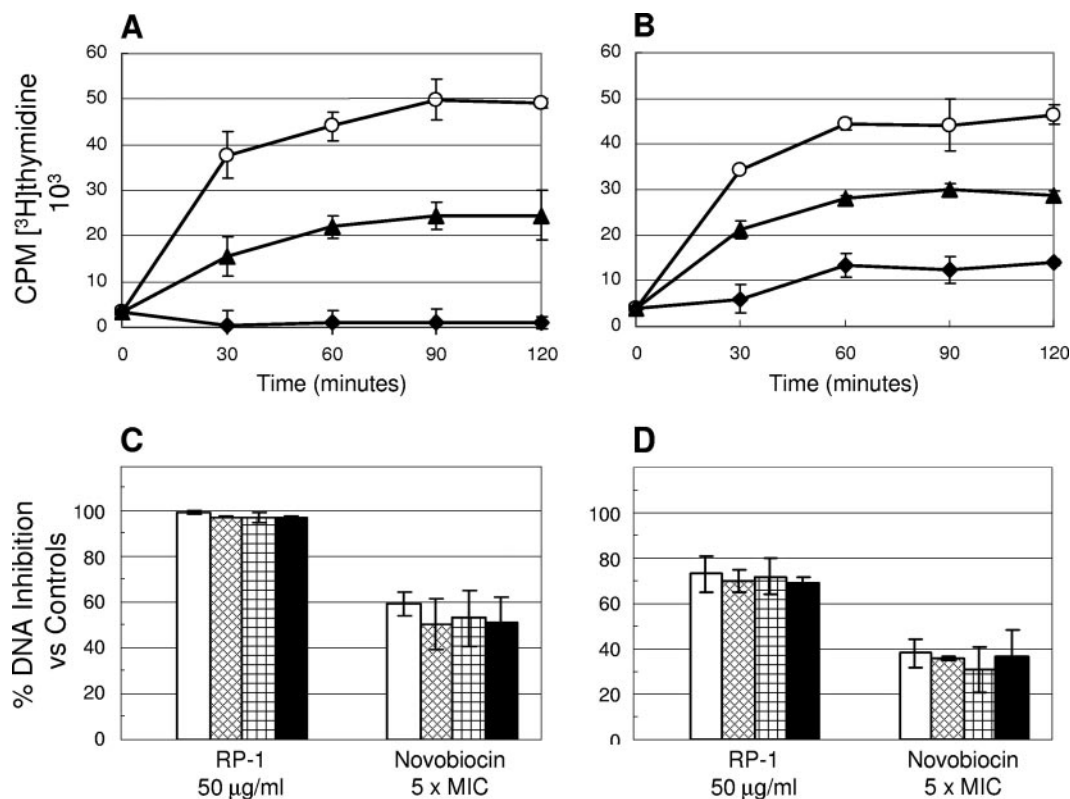 A
60
50
40
30
20
10
0
CPM [³H]thymidine
10³
0 30 60 90 120
Time (minutes)
B
60
50
40
30
20
10
0
0 30 60 90 120
Time (minutes)
C
100
80
60
40
20
0
% DNA Inhibition
vs Controls
RP-1
50 µg/ml
Novobiocin
5 x MIC
D
100
80
60
40
20
0
RP-1
50 µg/ml
Novobiocin
5 x MIC